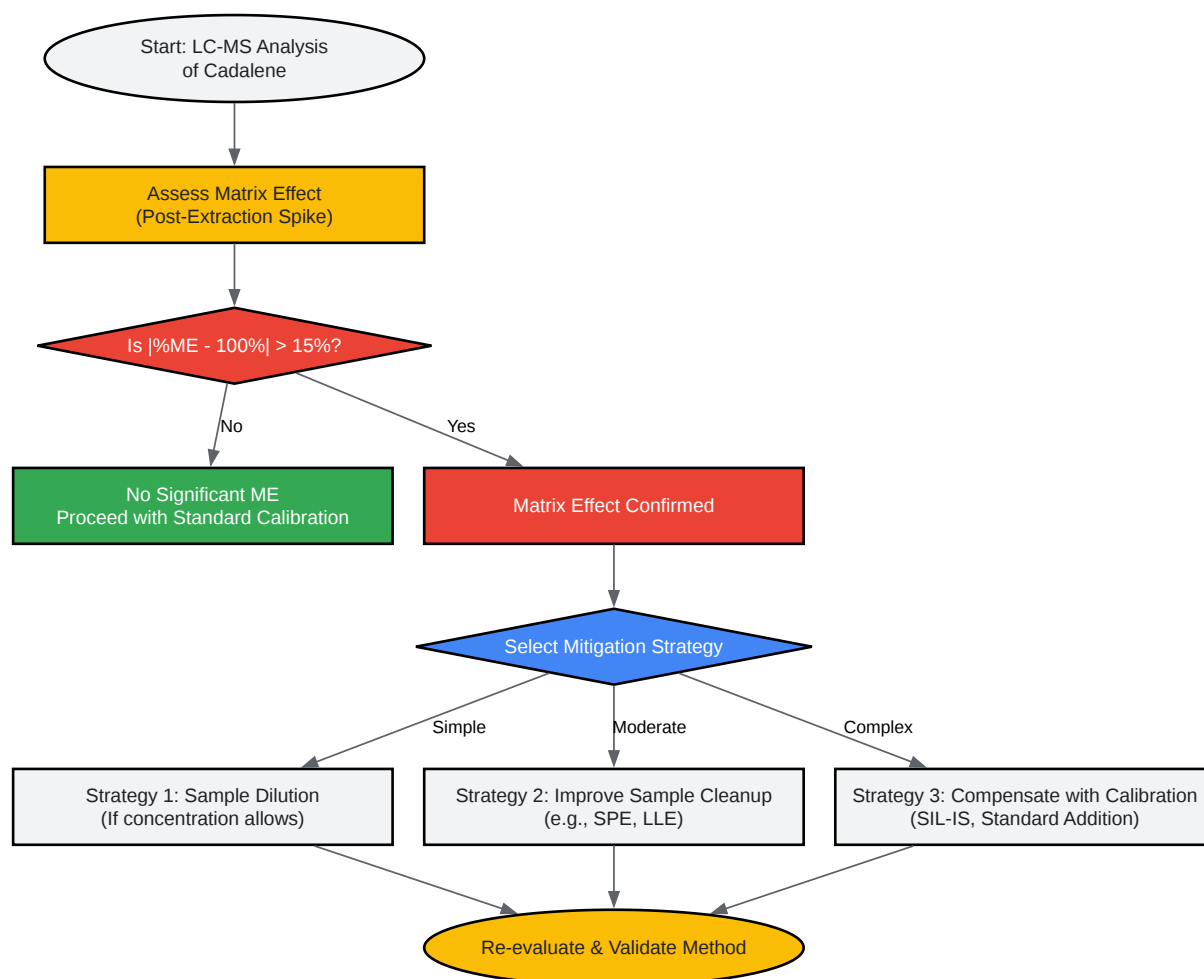 Start: LC-MS Analysis
of Cadalene
Assess Matrix Effect
(Post-Extraction Spike)
Is |%ME - 100%| > 15%?
No
Yes
No Significant ME
Proceed with Standard Calibration
Matrix Effect Confirmed
Select Mitigation Strategy
Simple
Moderate
Complex
Strategy 1: Sample Dilution
(If concentration allows)
Strategy 2: Improve Sample Cleanup
(e.g., SPE, LLE)
Strategy 3: Compensate with Calibration
(SIL-IS, Standard Addition)
Re-evaluate & Validate Method